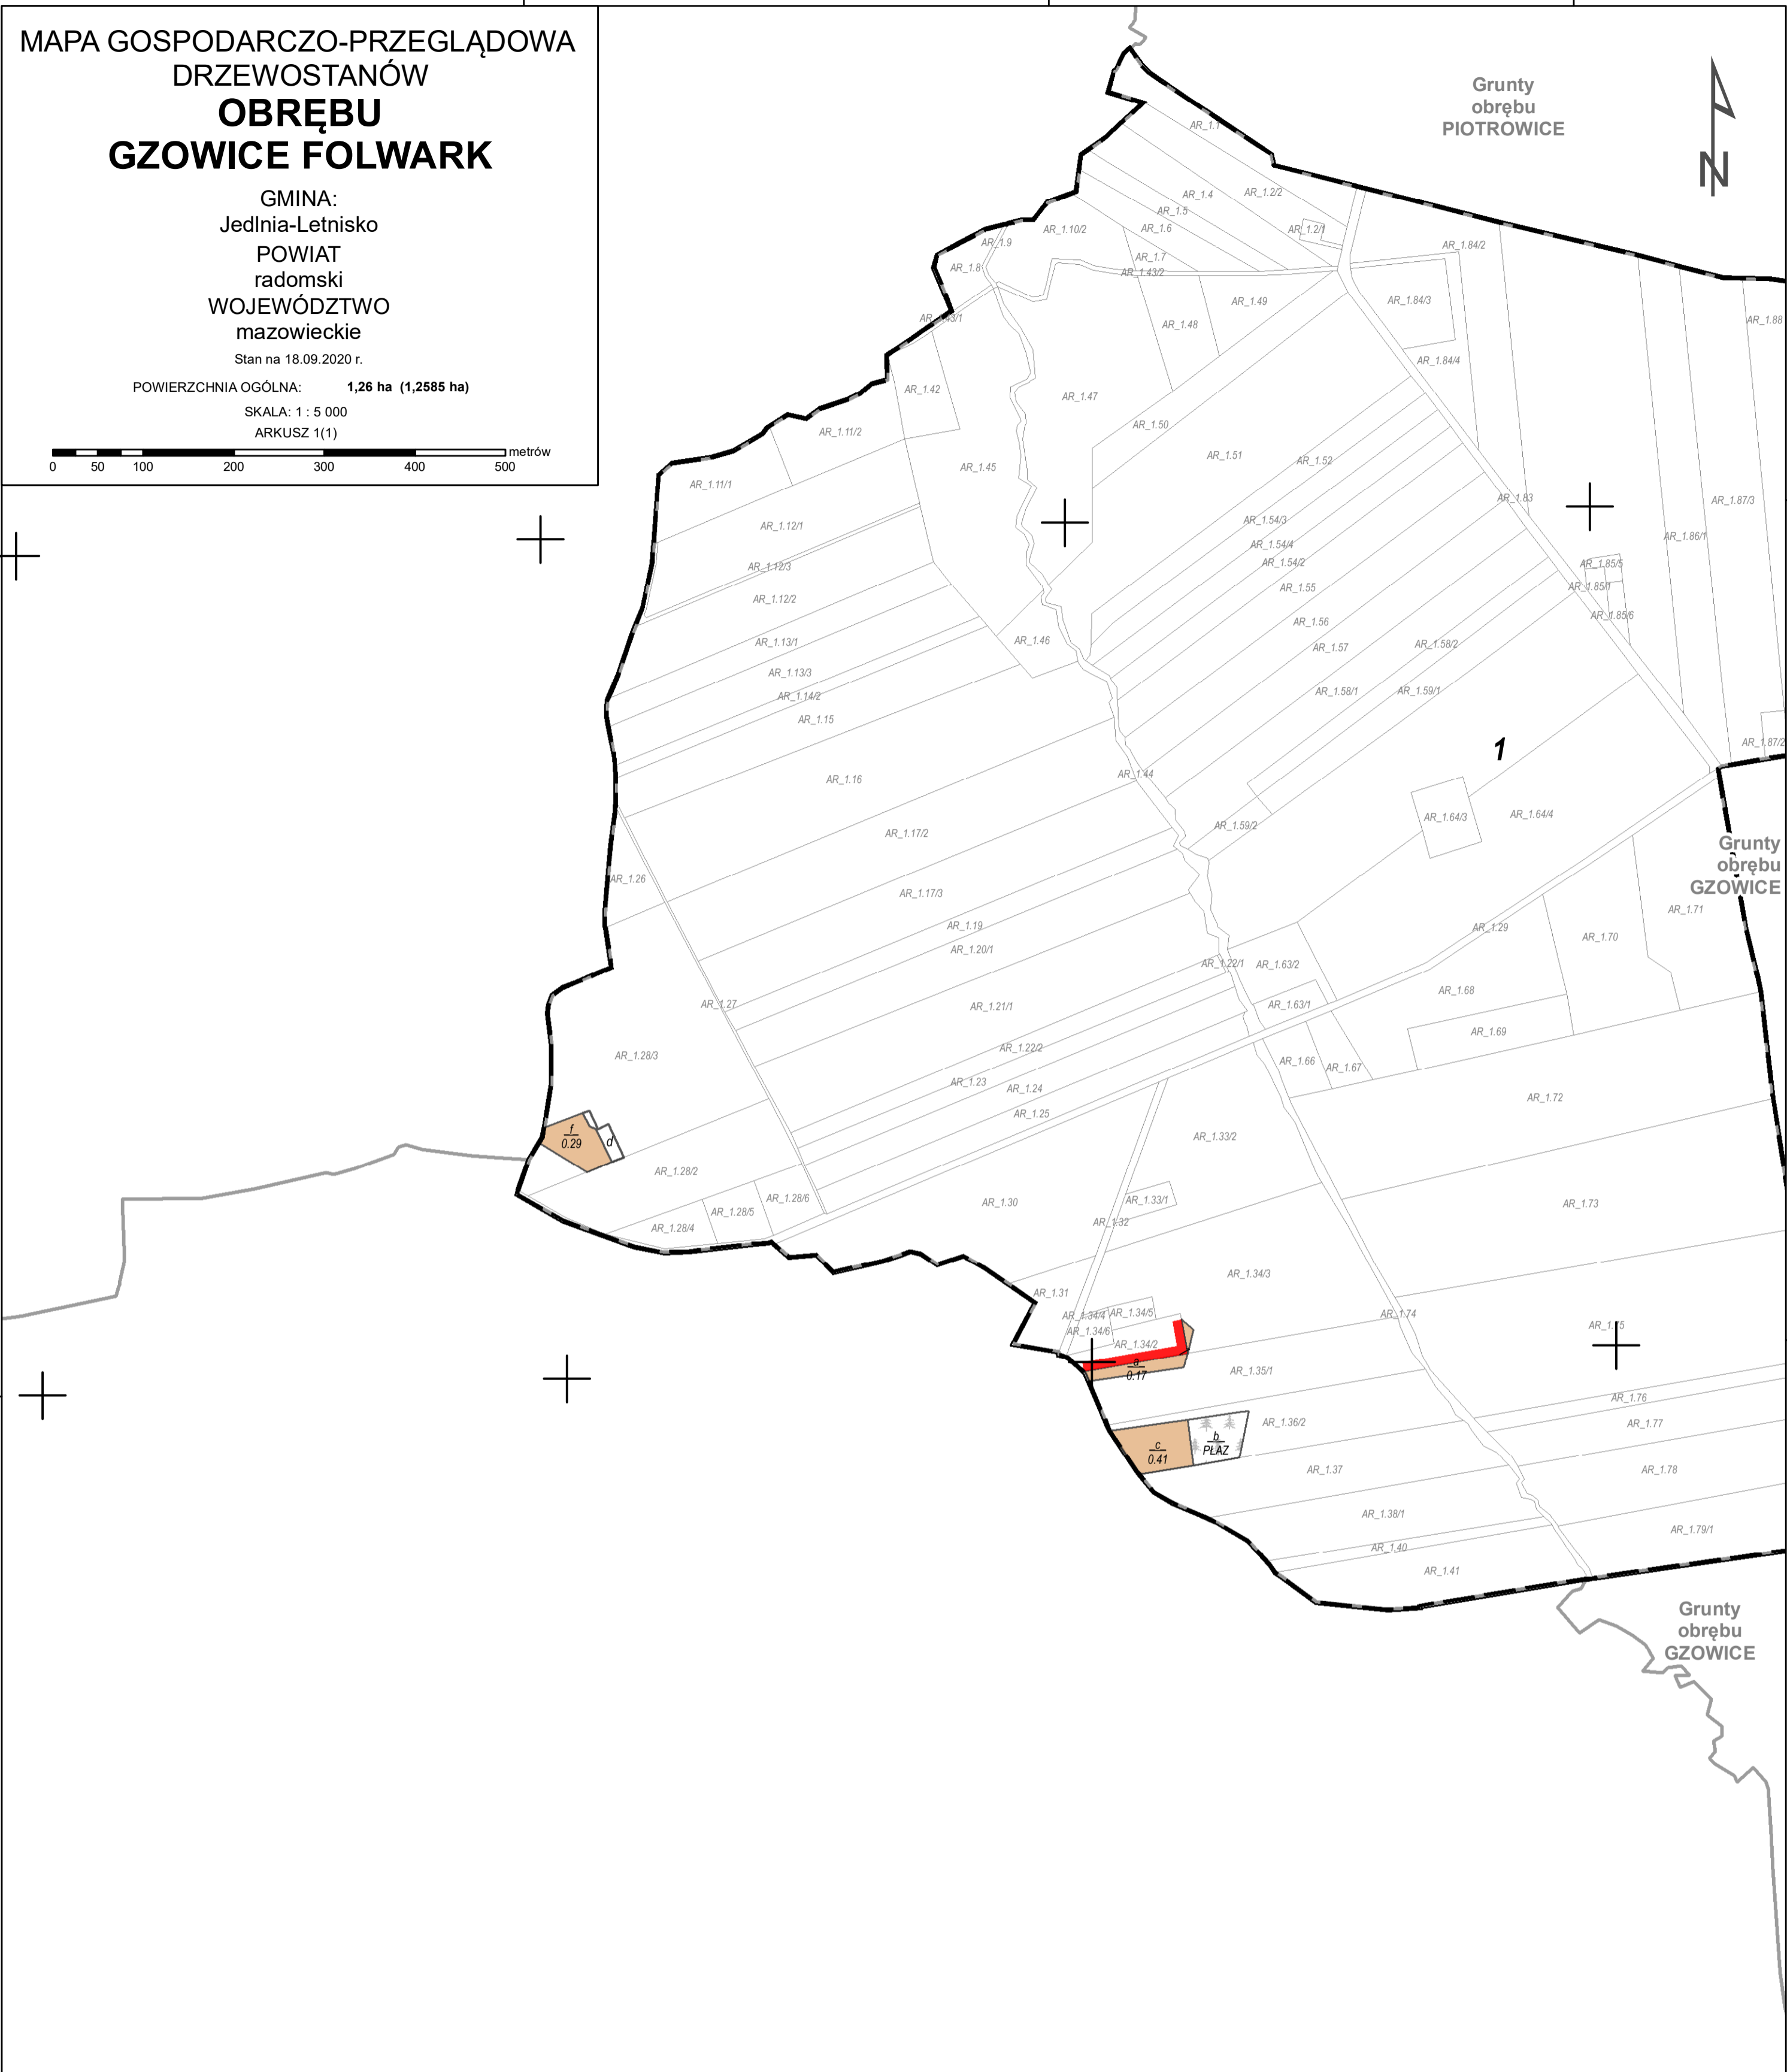 MAPA GOSPODARCZO-PRZEGLĄDOWA
DRZEWOSTANÓW
OBRĘBU
GZOWICE FOLWARK
GMINA:
Jedlnia-Letnisko
POWIAT
radomski
WOJEWÓDZTWO
mazowieckie
Stan na 18.09.2020 r.
POWIERZCHNIA OGÓLNA: 1,26 ha (1,2585 ha)
SKALA: 1 : 5 000
ARKUSZ 1(1)
metrów
0 50 100 200 300 400 500
Grunty
obrębu
PIOTROWICE
N
AR_1.1
AR_1.4
AR_1.2/2
AR_1.5
AR_1.6
AR_1.2/1
AR_1.10/2
AR_1.9
AR_1.7
AR_1.8
AR_1.43/2
AR_1.84/2
AR_1.49
AR_1.84/3
AR_1.43/1
AR_1.48
AR_1.88
AR_1.84/4
AR_1.42
AR_1.47
AR_1.50
AR_1.11/2
AR_1.51
AR_1.52
AR_1.45
AR_1.11/1
AR_1.83
AR_1.87/3
AR_1.12/1
AR_1.54/3
AR_1.86/1
AR_1.54/4
AR_1.54/2
AR_1.85/5
AR_1.12/3
AR_1.55
AR_1.85/1
AR_1.12/2
AR_1.85/6
AR_1.56
AR_1.13/1
AR_1.46
AR_1.57
AR_1.58/2
AR_1.13/3
AR_1.14/2
AR_1.58/1
AR_1.59/1
AR_1.15
1
AR_1.87/2
AR_1.16
AR_1.44
AR_1.64/3
AR_1.64/4
AR_1.59/2
AR_1.17/2
Grunty
obrębu
GZOWICE
AR_1.26
AR_1.17/3
AR_1.71
AR_1.19
AR_1.29
AR_1.70
AR_1.20/1
AR_1.22/1
AR_1.63/2
AR_1.68
AR_1.27
AR_1.21/1
AR_1.63/1
AR_1.69
AR_1.28/3
AR_1.22/2
AR_1.66
AR_1.67
AR_1.23
AR_1.24
AR_1.72
AR_1.25
f
0.29
d
AR_1.33/2
AR_1.28/2
AR_1.28/6
AR_1.33/1
AR_1.30
AR_1.73
AR_1.28/5
AR_1.28/4
AR_1.32
AR_1.34/3
AR_1.31
AR_1.34/4
AR_1.34/5
AR_1.74
AR_1.75
AR_1.34/6
AR_1.34/2
a
0.17
AR_1.35/1
AR_1.76
AR_1.36/2
AR_1.77
c
0.41
b
PŁAZ
AR_1.37
AR_1.78
AR_1.38/1
AR_1.79/1
AR_1.40
AR_1.41
Grunty
obrębu
GZOWICE